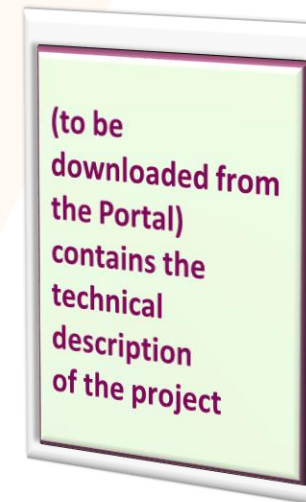 (to be
downloaded from
the Portal)
contains the
technical
description
of the project